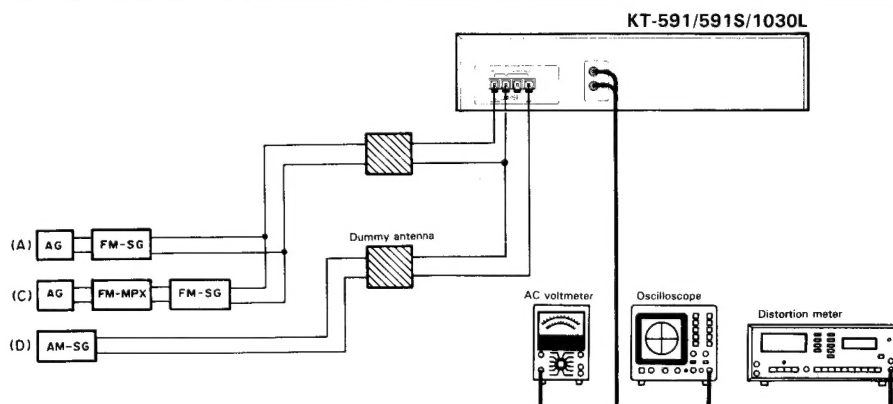 KT-591/591S/1030L
(A) AG FM-SG
Dummy antenna
(C) AG FM-MPX FM-SG
(D) AM-SG
AC voltmeter Oscilloscope Distortion meter